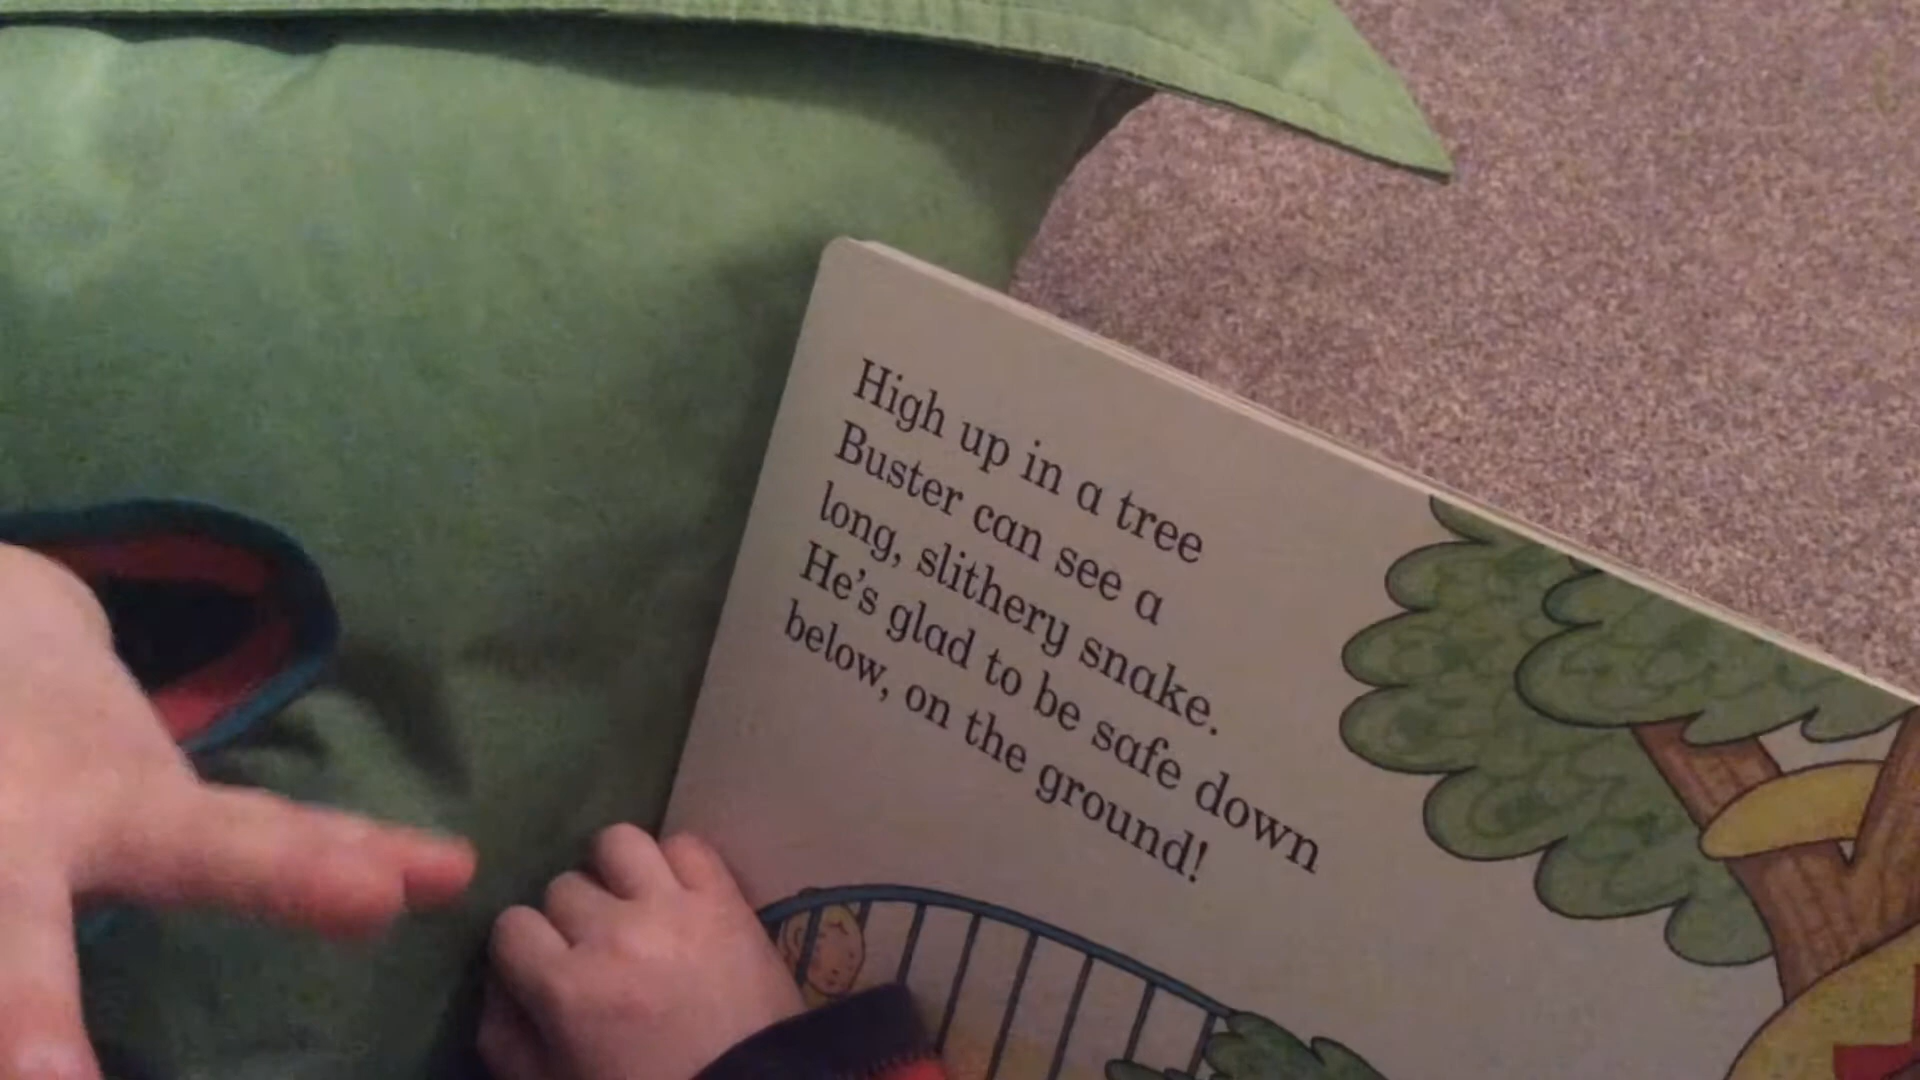 High up in a tree
Buster can see a
long, slithery snake.
He's glad to be safe down
below, on the ground!